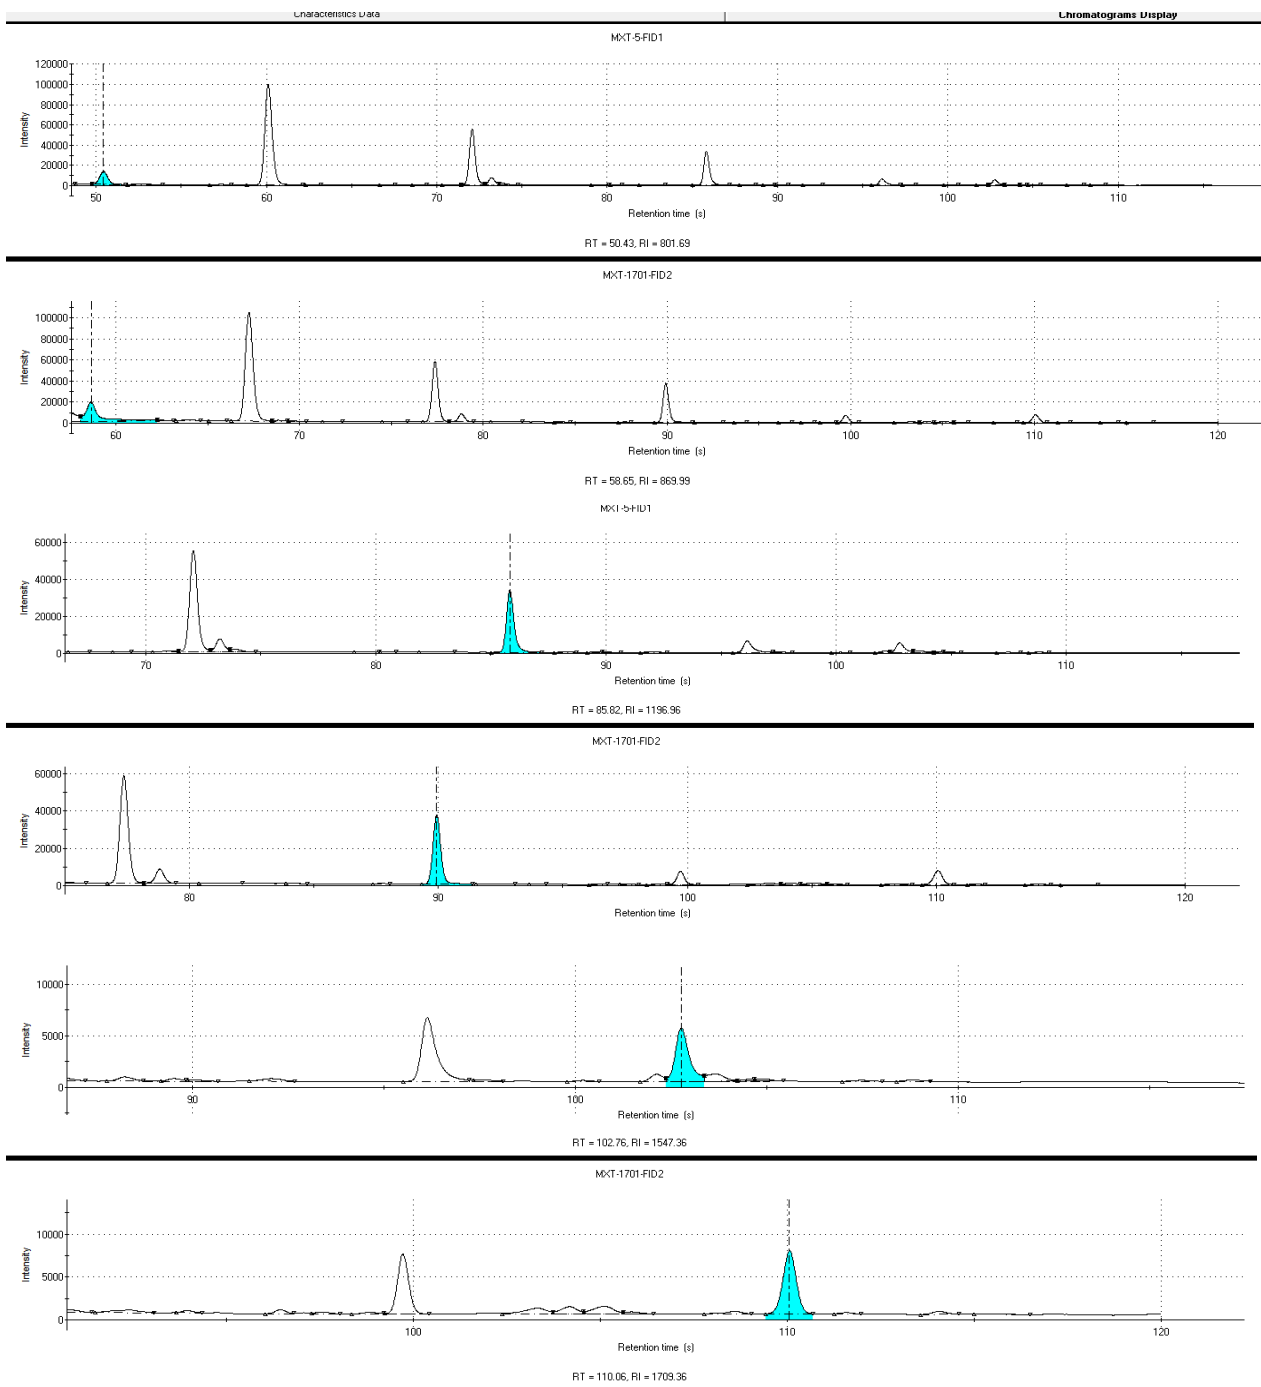 Characteristics Data Chromatograms Display
MXT-5-FID1
120000
100000
80000
60000
40000
20000
0
Intensity
50 60 70 80 90 100 110
Retention time (s)
RT = 50.43, RI = 801.69
MXT-1701-FID2
100000
80000
60000
40000
20000
0
Intensity
60 70 80 90 100 110 120
Retention time (s)
RT = 58.65, RI = 869.99
MXT-5-FID1
60000
40000
20000
0
Intensity
70 80 90 100 110
Retention time (s)
RT = 85.82, RI = 1196.96
MXT-1701-FID2
60000
40000
20000
0
Intensity
80 90 100 110 120
Retention time (s)
10000
5000
0
Intensity
90 100 110
Retention time (s)
RT = 102.76, RI = 1547.36
MXT-1701-FID2
10000
5000
0
Intensity
100 110 120
Retention time (s)
RT = 110.06, RI = 1709.36